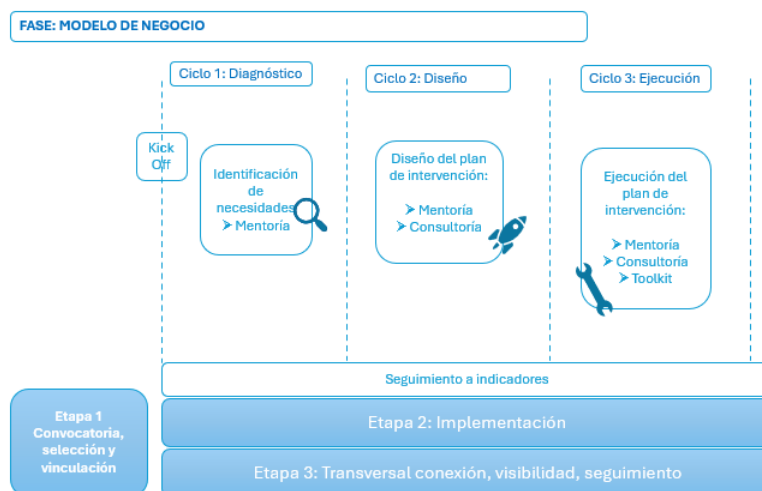 FASE: MODELO DE NEGOCIO
Ciclo 1: Diagnóstico
Ciclo 2: Diseño
Ciclo 3: Ejecución
Kick
Off
Identificación
de
necesidades
➢ Mentoría
Diseño del plan
de intervención:
➢ Mentoría
➢ Consultoría
Ejecución del
plan de
intervención:
➢ Mentoría
➢ Consultoría
➢ Toolkit
Seguimiento a indicadores
Etapa 1
Convocatoria,
selección y
vinculación
Etapa 2: Implementación
Etapa 3: Transversal conexión, visibilidad, seguimiento